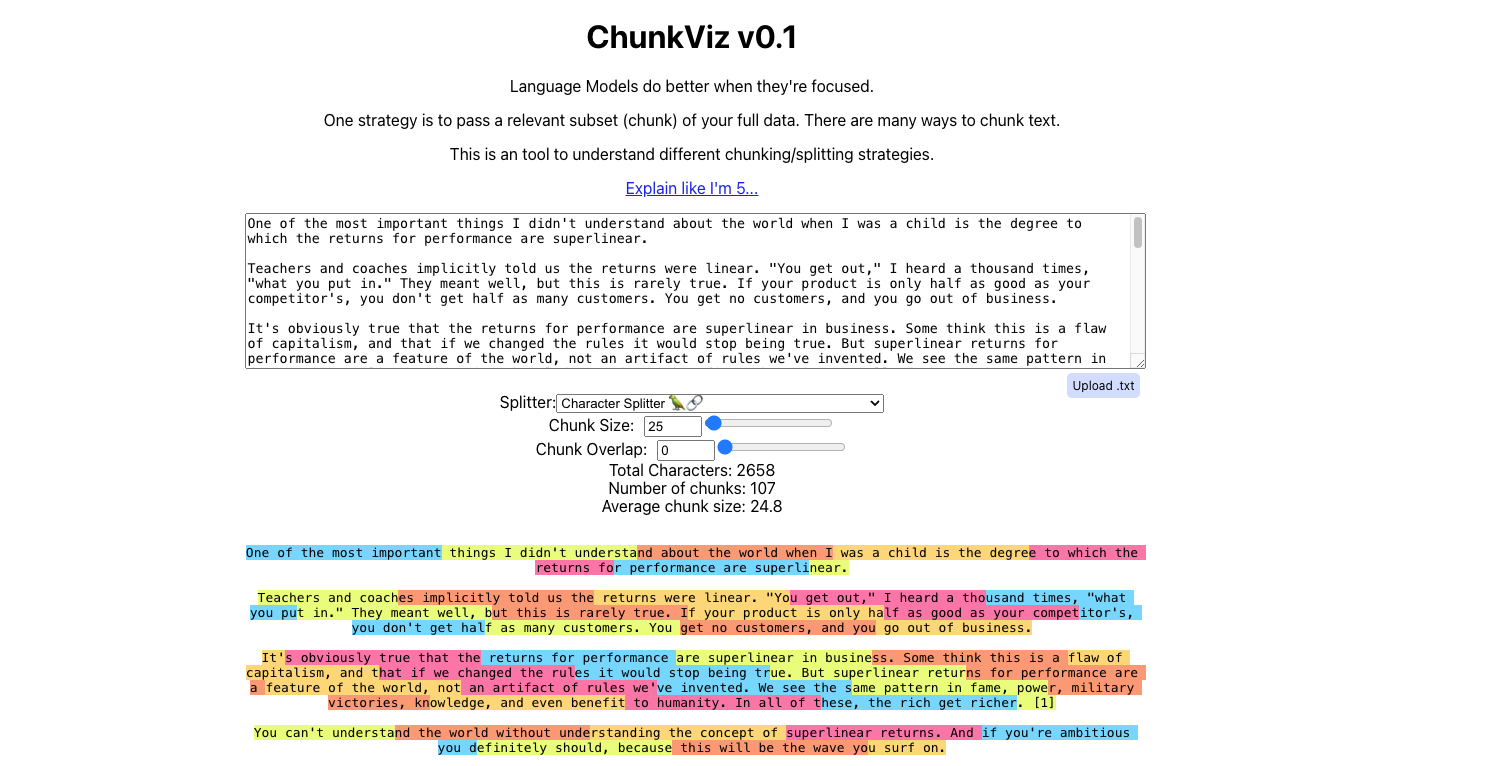 ChunkViz v0.1
Language Models do better when they're focused.
One strategy is to pass a relevant subset (chunk) of your full data. There are many ways to chunk text.
This is an tool to understand different chunking/splitting strategies.
Explain like I'm 5...
One of the most important things I didn't understand about the world when I was a child is the degree to
which the returns for performance are superlinear.
Teachers and coaches implicitly told us the returns were linear. "You get out," I heard a thousand times,
"what you put in." They meant well, but this is rarely true. If your product is only half as good as your
competitor's, you don't get half as many customers. You get no customers, and you go out of business.
It's obviously true that the returns for performance are superlinear in business. Some think this is a flaw
of capitalism, and that if we changed the rules it would stop being true. But superlinear returns for
performance are a feature of the world, not an artifact of rules we've invented. We see the same pattern in
Upload .txt
Splitter: Character Splitter 🦜🔗
Chunk Size: 25
Chunk Overlap: 0
Total Characters: 2658
Number of chunks: 107
Average chunk size: 24.8
One of the most important things I didn't understand about the world when I was a child is the degree to which the
returns for performance are superlinear.
Teachers and coaches implicitly told us the returns were linear. "You get out," I heard a thousand times, "what
you put in." They meant well, but this is rarely true. If your product is only half as good as your competitor's,
you don't get half as many customers. You get no customers, and you go out of business.
It's obviously true that the returns for performance are superlinear in business. Some think this is a flaw of
capitalism, and that if we changed the rules it would stop being true. But superlinear returns for performance are
a feature of the world, not an artifact of rules we've invented. We see the same pattern in fame, power, military
victories, knowledge, and even benefit to humanity. In all of these, the rich get richer. [1]
You can't understand the world without understanding the concept of superlinear returns. And if you're ambitious
you definitely should, because this will be the wave you surf on.